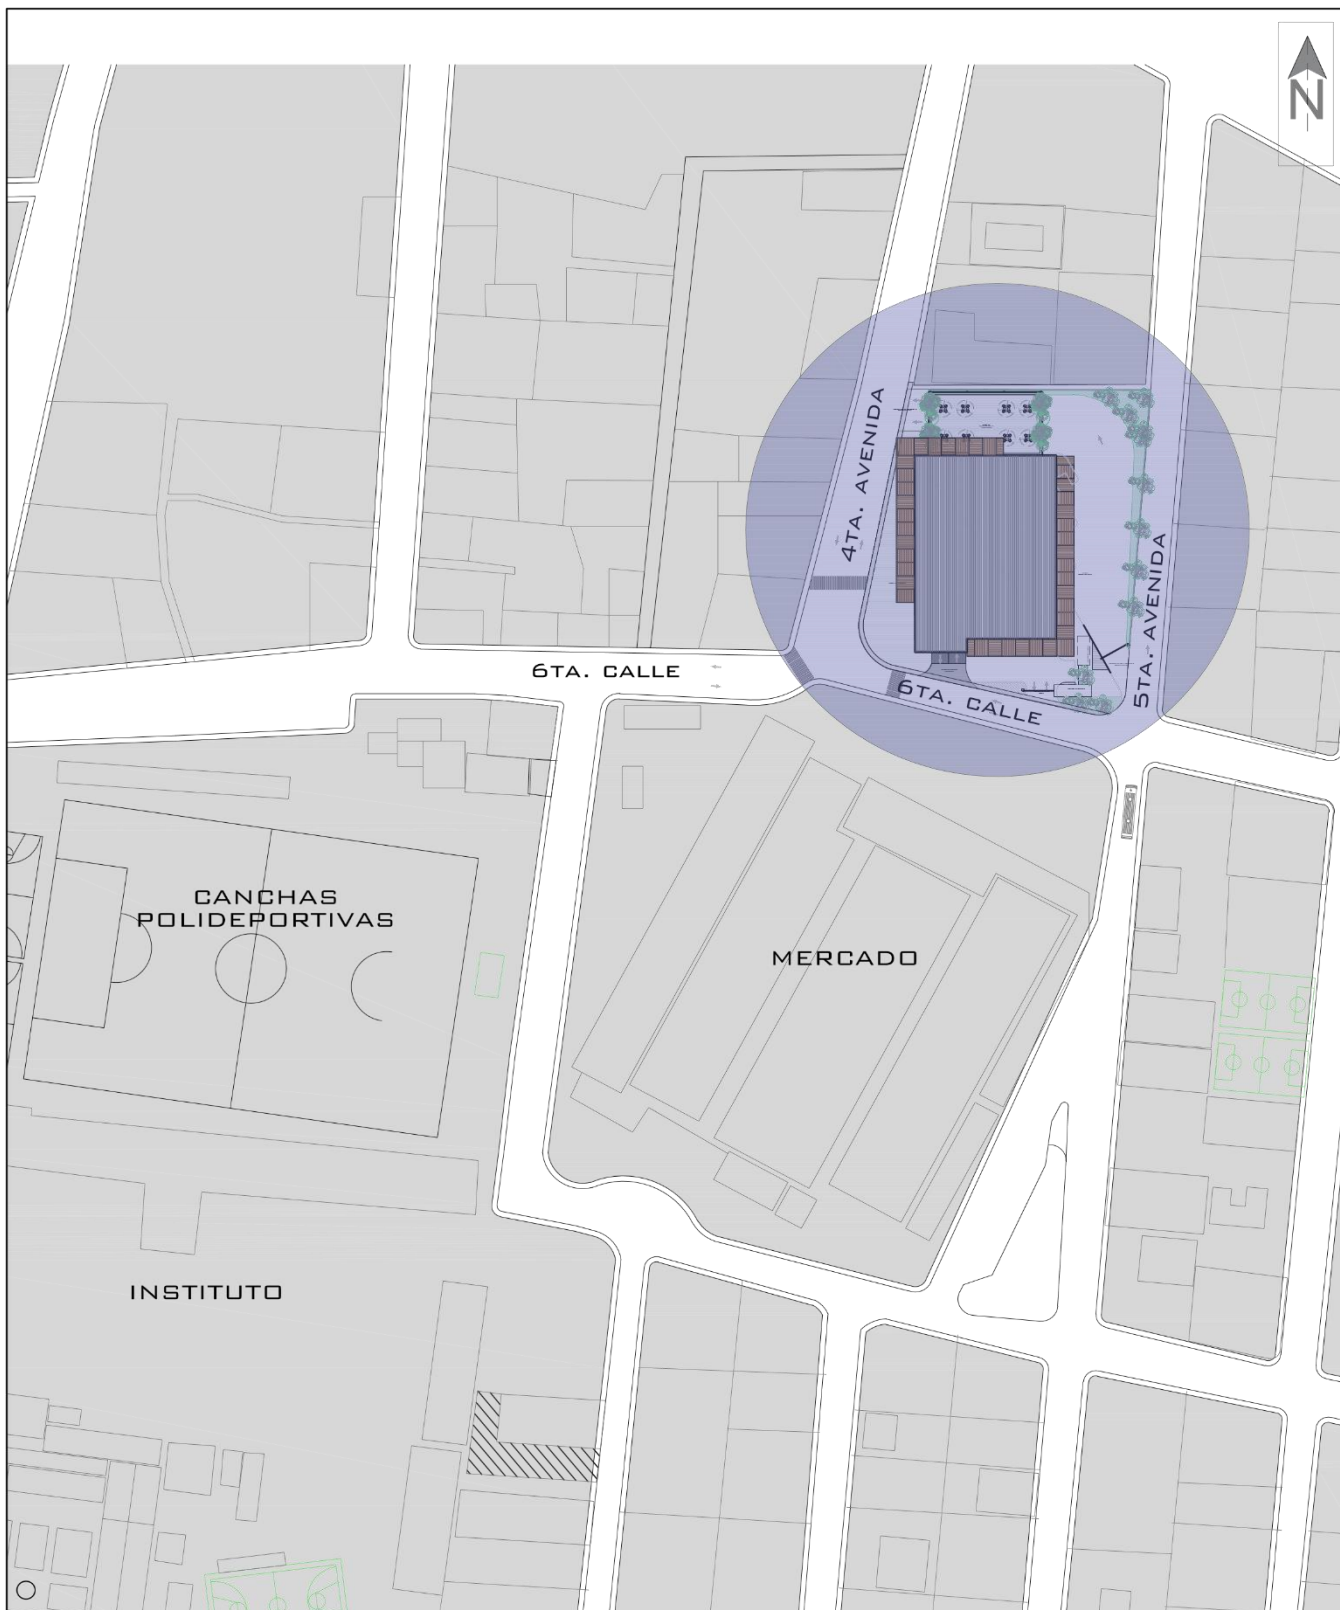 N
4TA. AVENIDA
5TA. AVENIDA
6TA. CALLE
6TA. CALLE
CANCHAS
POLIDEPORTIVAS
MERCADO
INSTITUTO